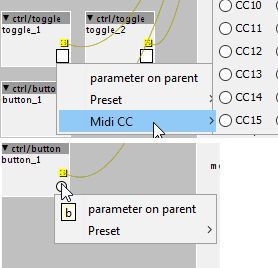 ▼ ctrl/toggle
toggle_1
▼ ctrl/toggle
toggle_2
CC10
CC11
CC12
CC13
CC14
CC15
▼ ctrl/button
button_1
parameter on parent
Preset
Midi CC
▼ ctrl/button
button_1
b
parameter on parent
Preset